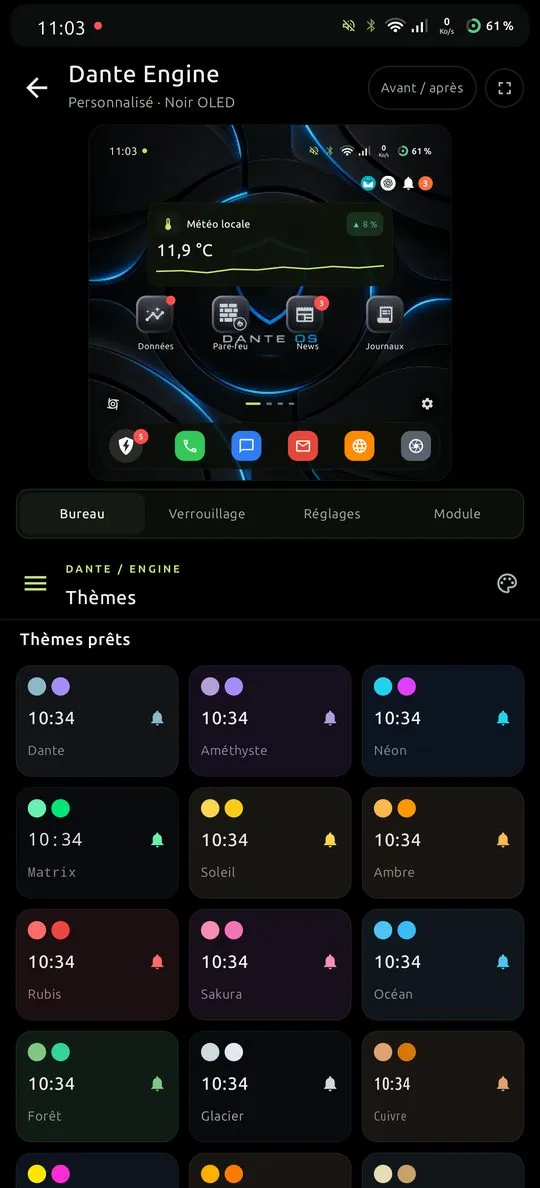 11:03
0
Ko/s
61 %
Dante Engine
Personnalisé · Noir OLED
Avant / après
11:03
0
Ko/s
61 %
3
Météo locale
▲ 8 %
11,9 °C
3
DANTE OS
Données
Pare-feu
News
Journaux
5
Bureau
Verrouillage
Réglages
Module
DANTE / ENGINE
Thèmes
Thèmes prêts
10:34
10:34
10:34
Dante
Améthyste
Néon
10:34
10:34
10:34
Matrix
Soleil
Ambre
10:34
10:34
10:34
Rubis
Sakura
Océan
10:34
10:34
10:34
Forêt
Glacier
Cuivre